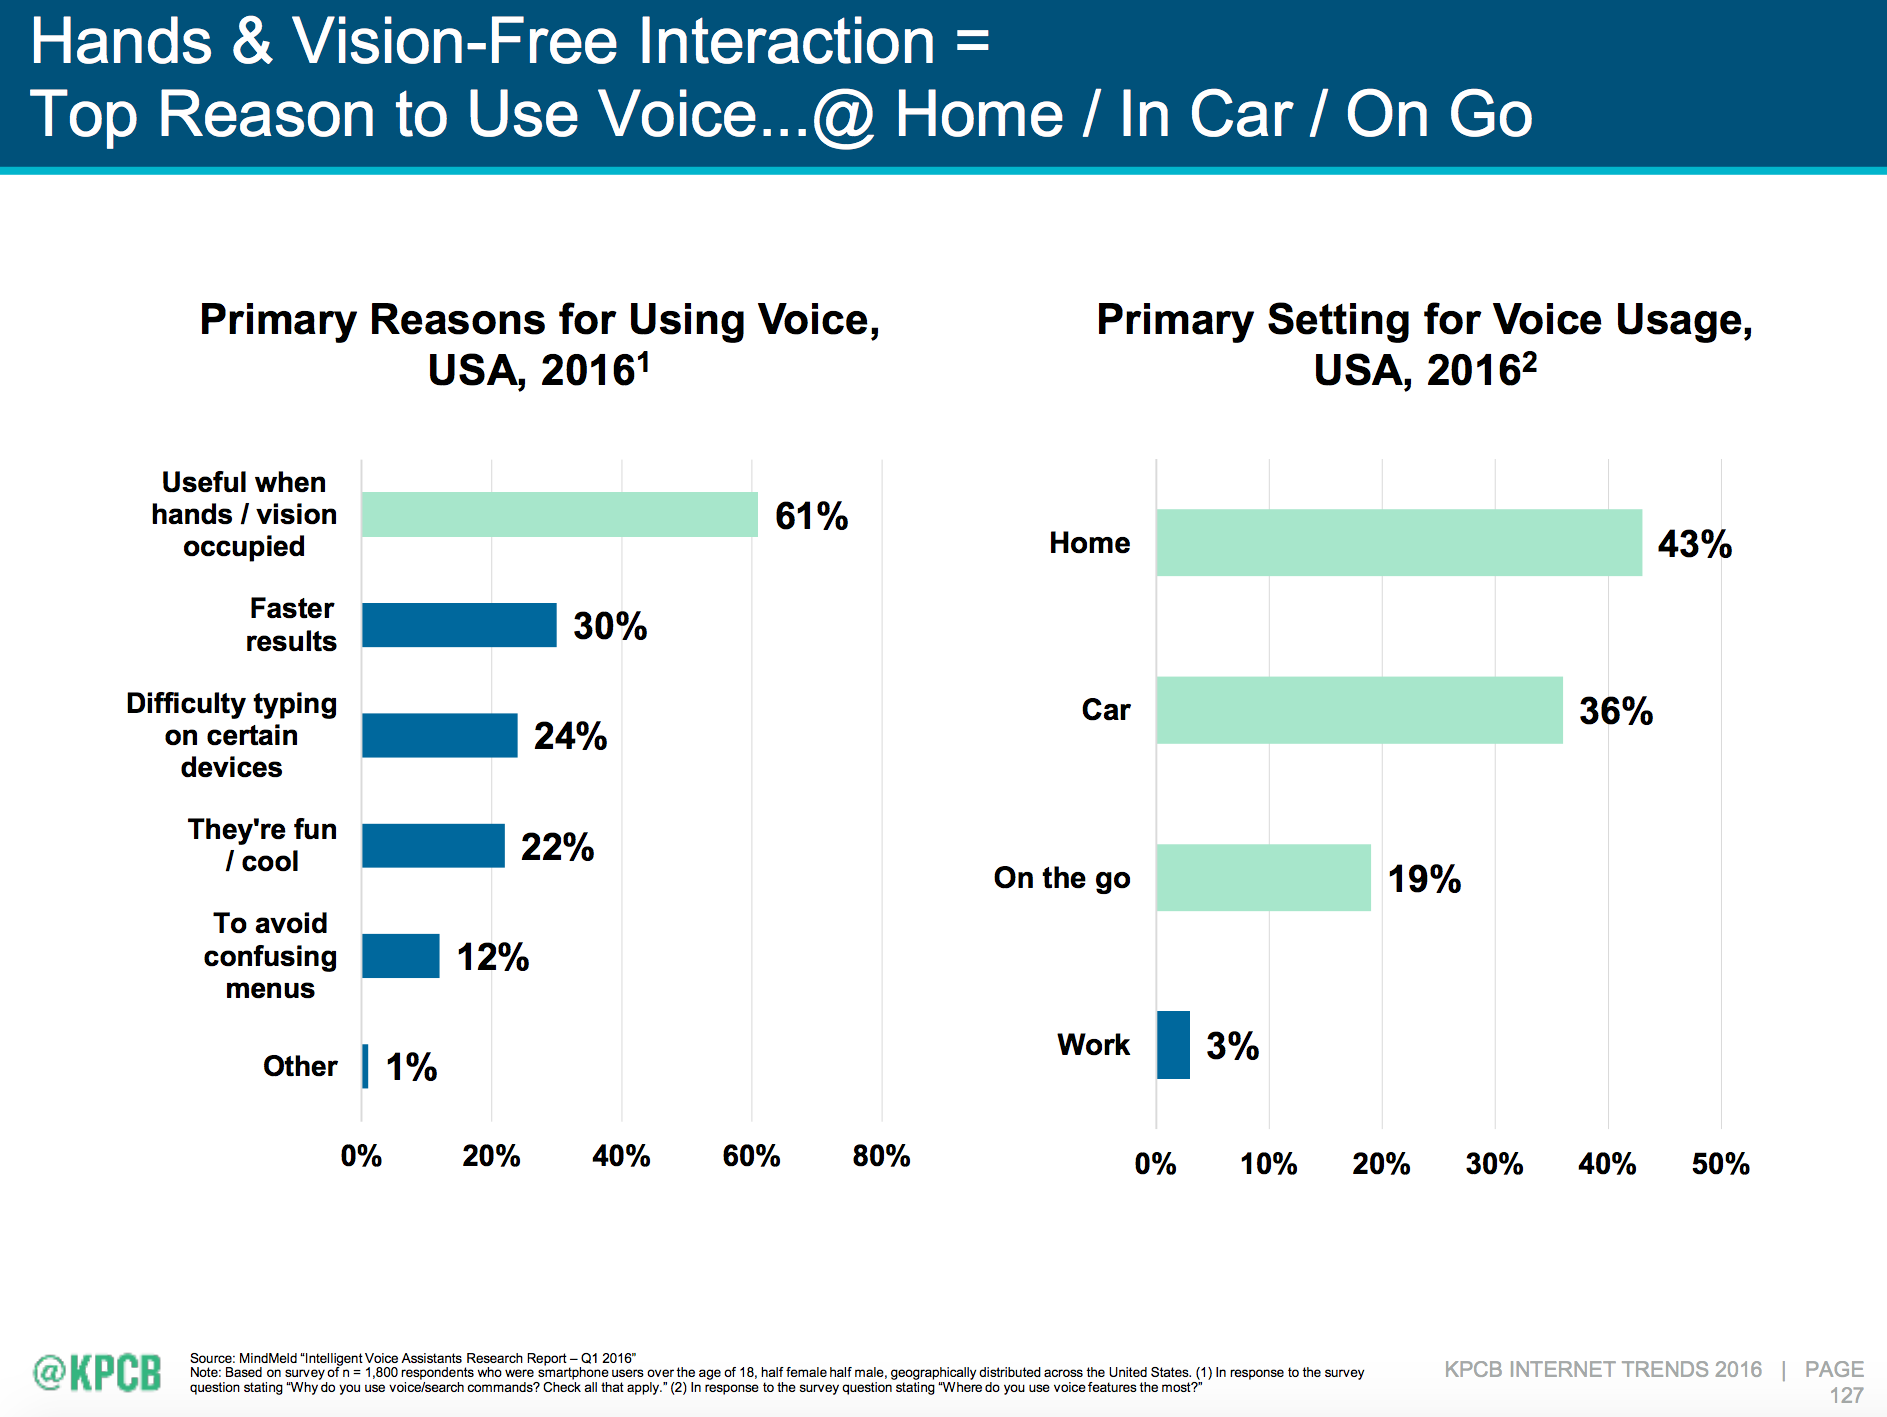 Hands & Vision-Free Interaction =
Top Reason to Use Voice...@ Home / In Car / On Go
Primary Reasons for Using Voice,
USA, 2016¹
Useful when
hands / vision
occupied
61%
Faster
results
30%
Difficulty typing
on certain
devices
24%
They're fun
/ cool
22%
To avoid
confusing
menus
12%
Other
1%
0% 20% 40% 60% 80%
Primary Setting for Voice Usage,
USA, 2016²
Home
43%
Car
36%
On the go
19%
Work
3%
0% 10% 20% 30% 40% 50%
@KPCB
Source: MindMeld “Intelligent Voice Assistants Research Report – Q1 2016”
Note: Based on survey of n = 1,800 respondents who were smartphone users over the age of 18, half female half male, geographically distributed across the United States. (1) In response to the survey
question stating “Why do you use voice/search commands? Check all that apply.” (2) In response to the survey question stating “Where do you use voice features the most?”
KPCB INTERNET TRENDS 2016 | PAGE
127